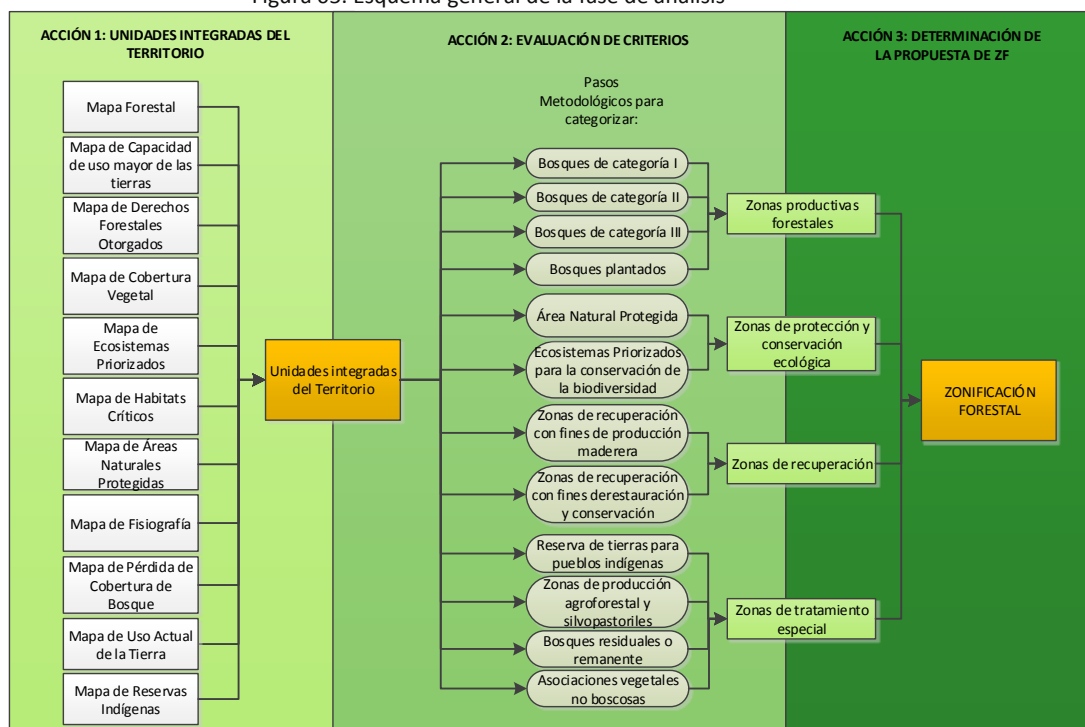 Figura 05. Esquema general de la fase de análisis
ACCIÓN 1: UNIDADES INTEGRADAS DEL
TERRITORIO
Mapa Forestal
Mapa de Capacidad
de uso mayor de las
tierras
Mapa de Derechos
Forestales
Otorgados
Mapa de Cobertura
Vegetal
Mapa de
Ecosistemas
Priorizados
Mapa de Habitats
Críticos
Mapa de Áreas
Naturales
Protegidas
Mapa de Fisiografía
Mapa de Pérdida de
Cobertura de
Bosque
Mapa de Uso Actual
de la Tierra
Mapa de Reservas
Indígenas
Unidades integradas
del Territorio
ACCIÓN 2: EVALUACIÓN DE CRITERIOS
Pasos
Metodológicos para
categorizar:
Bosques de categoría I
Bosques de categoría II
Bosques de categoría III
Bosques plantados
Área Natural Protegida
Ecosistemas Priorizados
para la conservación de
la biodiversidad
Zonas de recuperación
con fines de producción
maderera
Zonas de recuperación
con fines derestauración
y conservación
Reserva de tierras para
pueblos indígenas
Zonas de producción
agroforestal y
silvopastoriles
Bosques residuales o
remanente
Asociaciones vegetales
no boscosas
ACCIÓN 3: DETERMINACIÓN DE
LA PROPUESTA DE ZF
Zonas productivas
forestales
Zonas de protección y
conservación
ecológica
Zonas de recuperación
Zonas de tratamiento
especial
ZONIFICACIÓN
FORESTAL